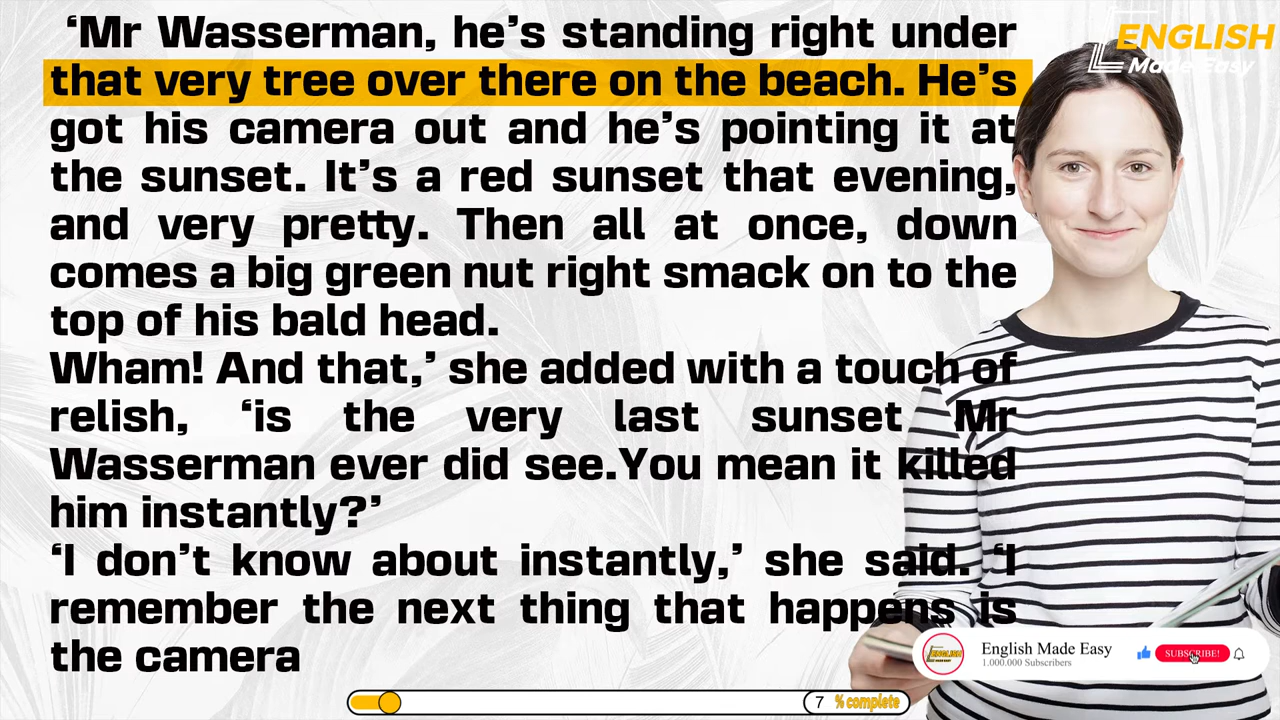 ‘Mr Wasserman, he’s standing right under
that very tree over there on the beach. He’s
got his camera out and he’s pointing it at
the sunset. It’s a red sunset that evening,
and very pretty. Then all at once, down
comes a big green nut right smack on to the
top of his bald head.
Wham! And that,’ she added with a touch of
relish, ‘is the very last sunset Mr
Wasserman ever did see.You mean it killed
him instantly?’
‘I don’t know about instantly,’ she said. ‘I
remember the next thing that happens is
the camera
ENGLISH
Made Easy
English Made Easy
1.000.000 Subscribers
SUBSCRIBE!
7 % complete